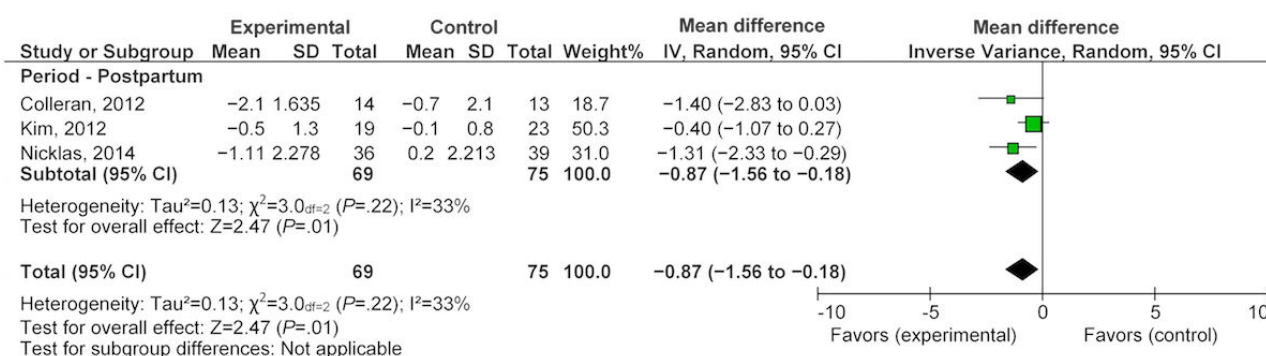 Experimental Control Mean difference Mean difference
Study or Subgroup Mean SD Total Mean SD Total Weight% IV, Random, 95% CI Inverse Variance, Random, 95% CI
Period - Postpartum
Colleran, 2012 −2.1 1.635 14 −0.7 2.1 13 18.7 −1.40 (−2.83 to 0.03)
Kim, 2012 −0.5 1.3 19 −0.1 0.8 23 50.3 −0.40 (−1.07 to 0.27)
Nicklas, 2014 −1.11 2.278 36 0.2 2.213 39 31.0 −1.31 (−2.33 to −0.29)
Subtotal (95% CI) 69 75 100.0 −0.87 (−1.56 to −0.18)
Heterogeneity: Tau²=0.13; χ²=3.0df=2 (P=.22); I²=33%
Test for overall effect: Z=2.47 (P=.01)
Total (95% CI) 69 75 100.0 −0.87 (−1.56 to −0.18)
Heterogeneity: Tau²=0.13; χ²=3.0df=2 (P=.22); I²=33%
Test for overall effect: Z=2.47 (P=.01)
Test for subgroup differences: Not applicable
-10 -5 0 5 10
Favors (experimental) Favors (control)